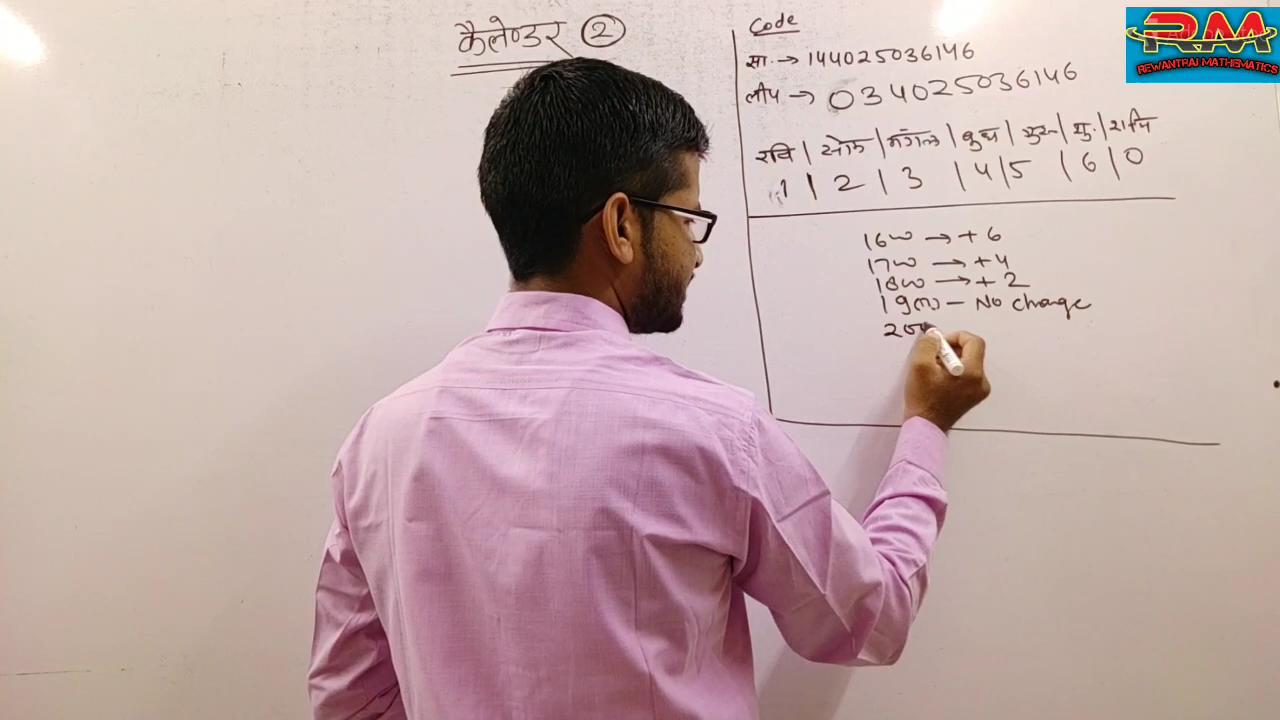 कैलेण्डर 2
Code
सा. → 144025036146
लीप → 034025036146
रवि | सोम | मंगल | बुध | गुरु | शु. | शनि
1 | 2 | 3 | 4 | 5 | 6 | 0
1600 → + 6
1700 → + 4
1800 → + 2
1900 – No change
200
RM
REWANTRAJ MATHEMATICS